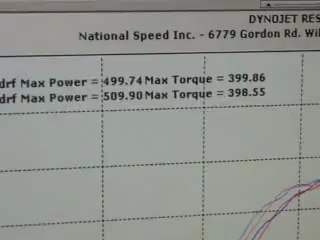 DYNOJET RES
National Speed Inc. - 6779 Gordon Rd. Wil
drf Max Power = 499.74 Max Torque = 399.86
drf Max Power = 509.90 Max Torque = 398.55